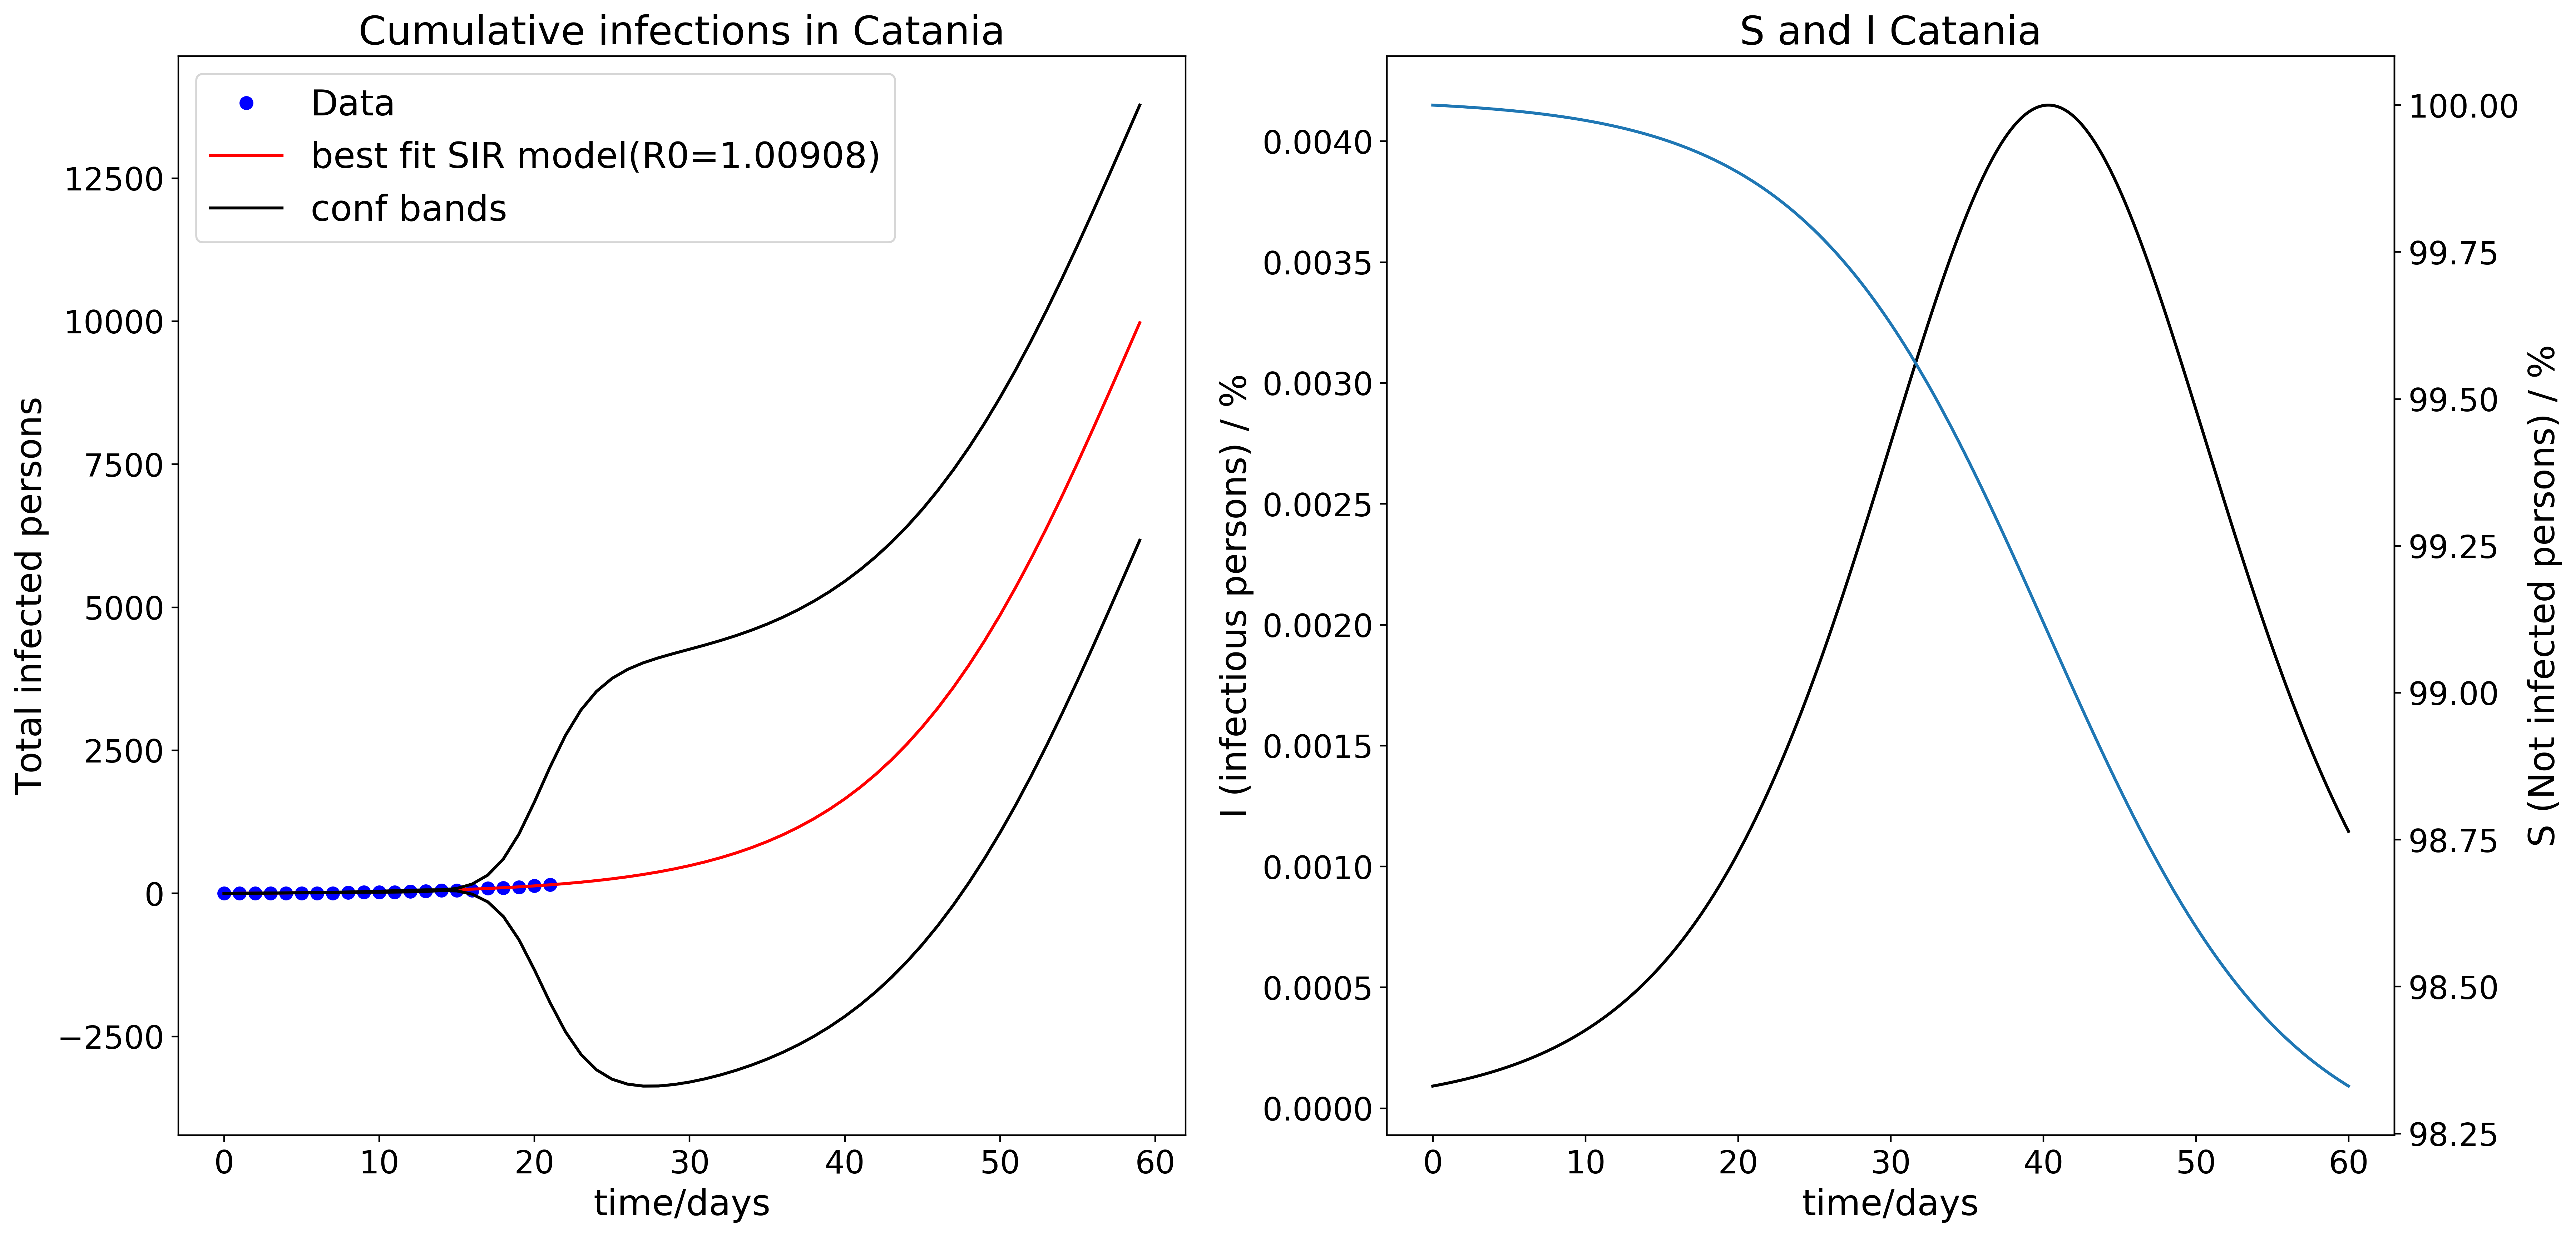 Cumulative infections in Catania
Data
best fit SIR model(R0=1.00908)
conf bands
Total infected persons
12500
10000
7500
5000
2500
0
−2500
0 10 20 30 40 50 60
time/days
S and I Catania
I (infectious persons) / %
0.0040
0.0035
0.0030
0.0025
0.0020
0.0015
0.0010
0.0005
0.0000
100.00
99.75
99.50
99.25
99.00
98.75
98.50
98.25
S (Not infected persons) / %
0 10 20 30 40 50 60
time/days